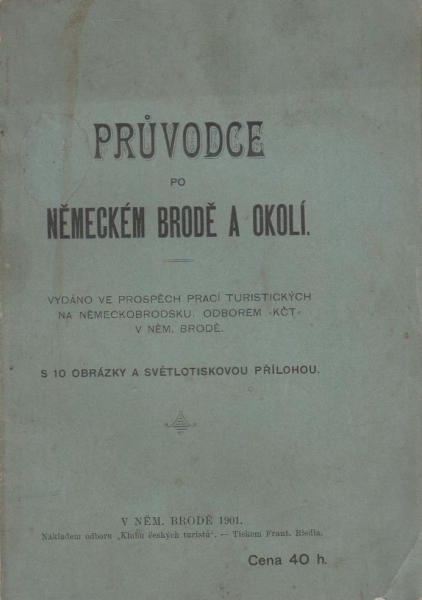 PRŮVODCE
PO
NĚMECKÉM BRODĚ A OKOLÍ.
VYDÁNO VE PROSPĚCH PRACÍ TURISTICKÝCH
NA NĚMECKOBRODSKU ODBOREM »KČT«
V NĚM. BRODĚ.
S 10 OBRÁZKY A SVĚTLOTISKOVOU PŘÍLOHOU.
V NĚM. BRODĚ 1901.
Nákladem odboru „Klubu českých turistů“. — Tiskem Frant. Riedla.
Cena 40 h.